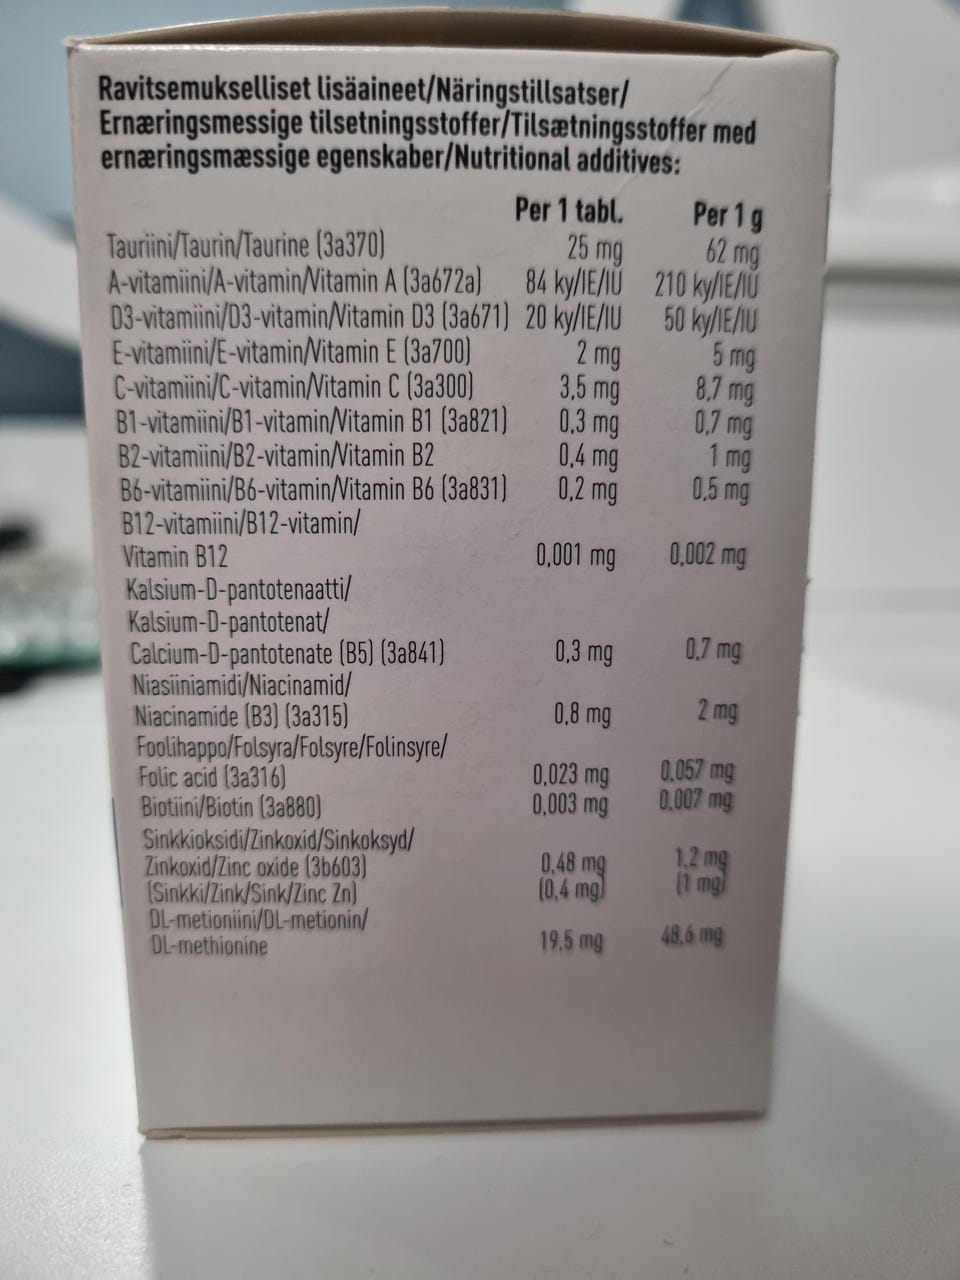 Ravitsemukselliset lisäaineet/Näringstillsatser/
Ernæringsmessige tilsetningsstoffer/Tilsætningsstoffer med
ernæringsmæssige egenskaber/Nutritional additives:
Per 1 tabl. Per 1 g
Tauriini/Taurin/Taurine (3a370) 25 mg 62 mg
A-vitamiini/A-vitamin/Vitamin A (3a672a) 84 ky/IE/IU 210 ky/IE/IU
D3-vitamiini/D3-vitamin/Vitamin D3 (3a671) 20 ky/IE/IU 50 ky/IE/IU
E-vitamiini/E-vitamin/Vitamin E (3a700) 2 mg 5 mg
C-vitamiini/C-vitamin/Vitamin C (3a300) 3,5 mg 8,7 mg
B1-vitamiini/B1-vitamin/Vitamin B1 (3a821) 0,3 mg 0,7 mg
B2-vitamiini/B2-vitamin/Vitamin B2 0,4 mg 1 mg
B6-vitamiini/B6-vitamin/Vitamin B6 (3a831) 0,2 mg 0,5 mg
B12-vitamiini/B12-vitamin/
Vitamin B12 0,001 mg 0,002 mg
Kalsium-D-pantotenaatti/
Kalsium-D-pantotenat/
Calcium-D-pantotenate (B5) (3a841) 0,3 mg 0,7 mg
Niasiiniamidi/Niacinamid/
Niacinamide (B3) (3a315) 0,8 mg 2 mg
Foolihappo/Folsyra/Folsyre/Folinsyre/
Folic acid (3a316) 0,023 mg 0,057 mg
Biotiini/Biotin (3a880) 0,003 mg 0,007 mg
Sinkkioksidi/Zinkoxid/Sinkoksyd/
Zinkoxid/Zinc oxide (3b603) 0,48 mg 1,2 mg
(Sinkki/Zink/Sink/Zinc Zn) (0,4 mg) (1 mg)
DL-metioniini/DL-metionin/
DL-methionine 19,5 mg 48,6 mg